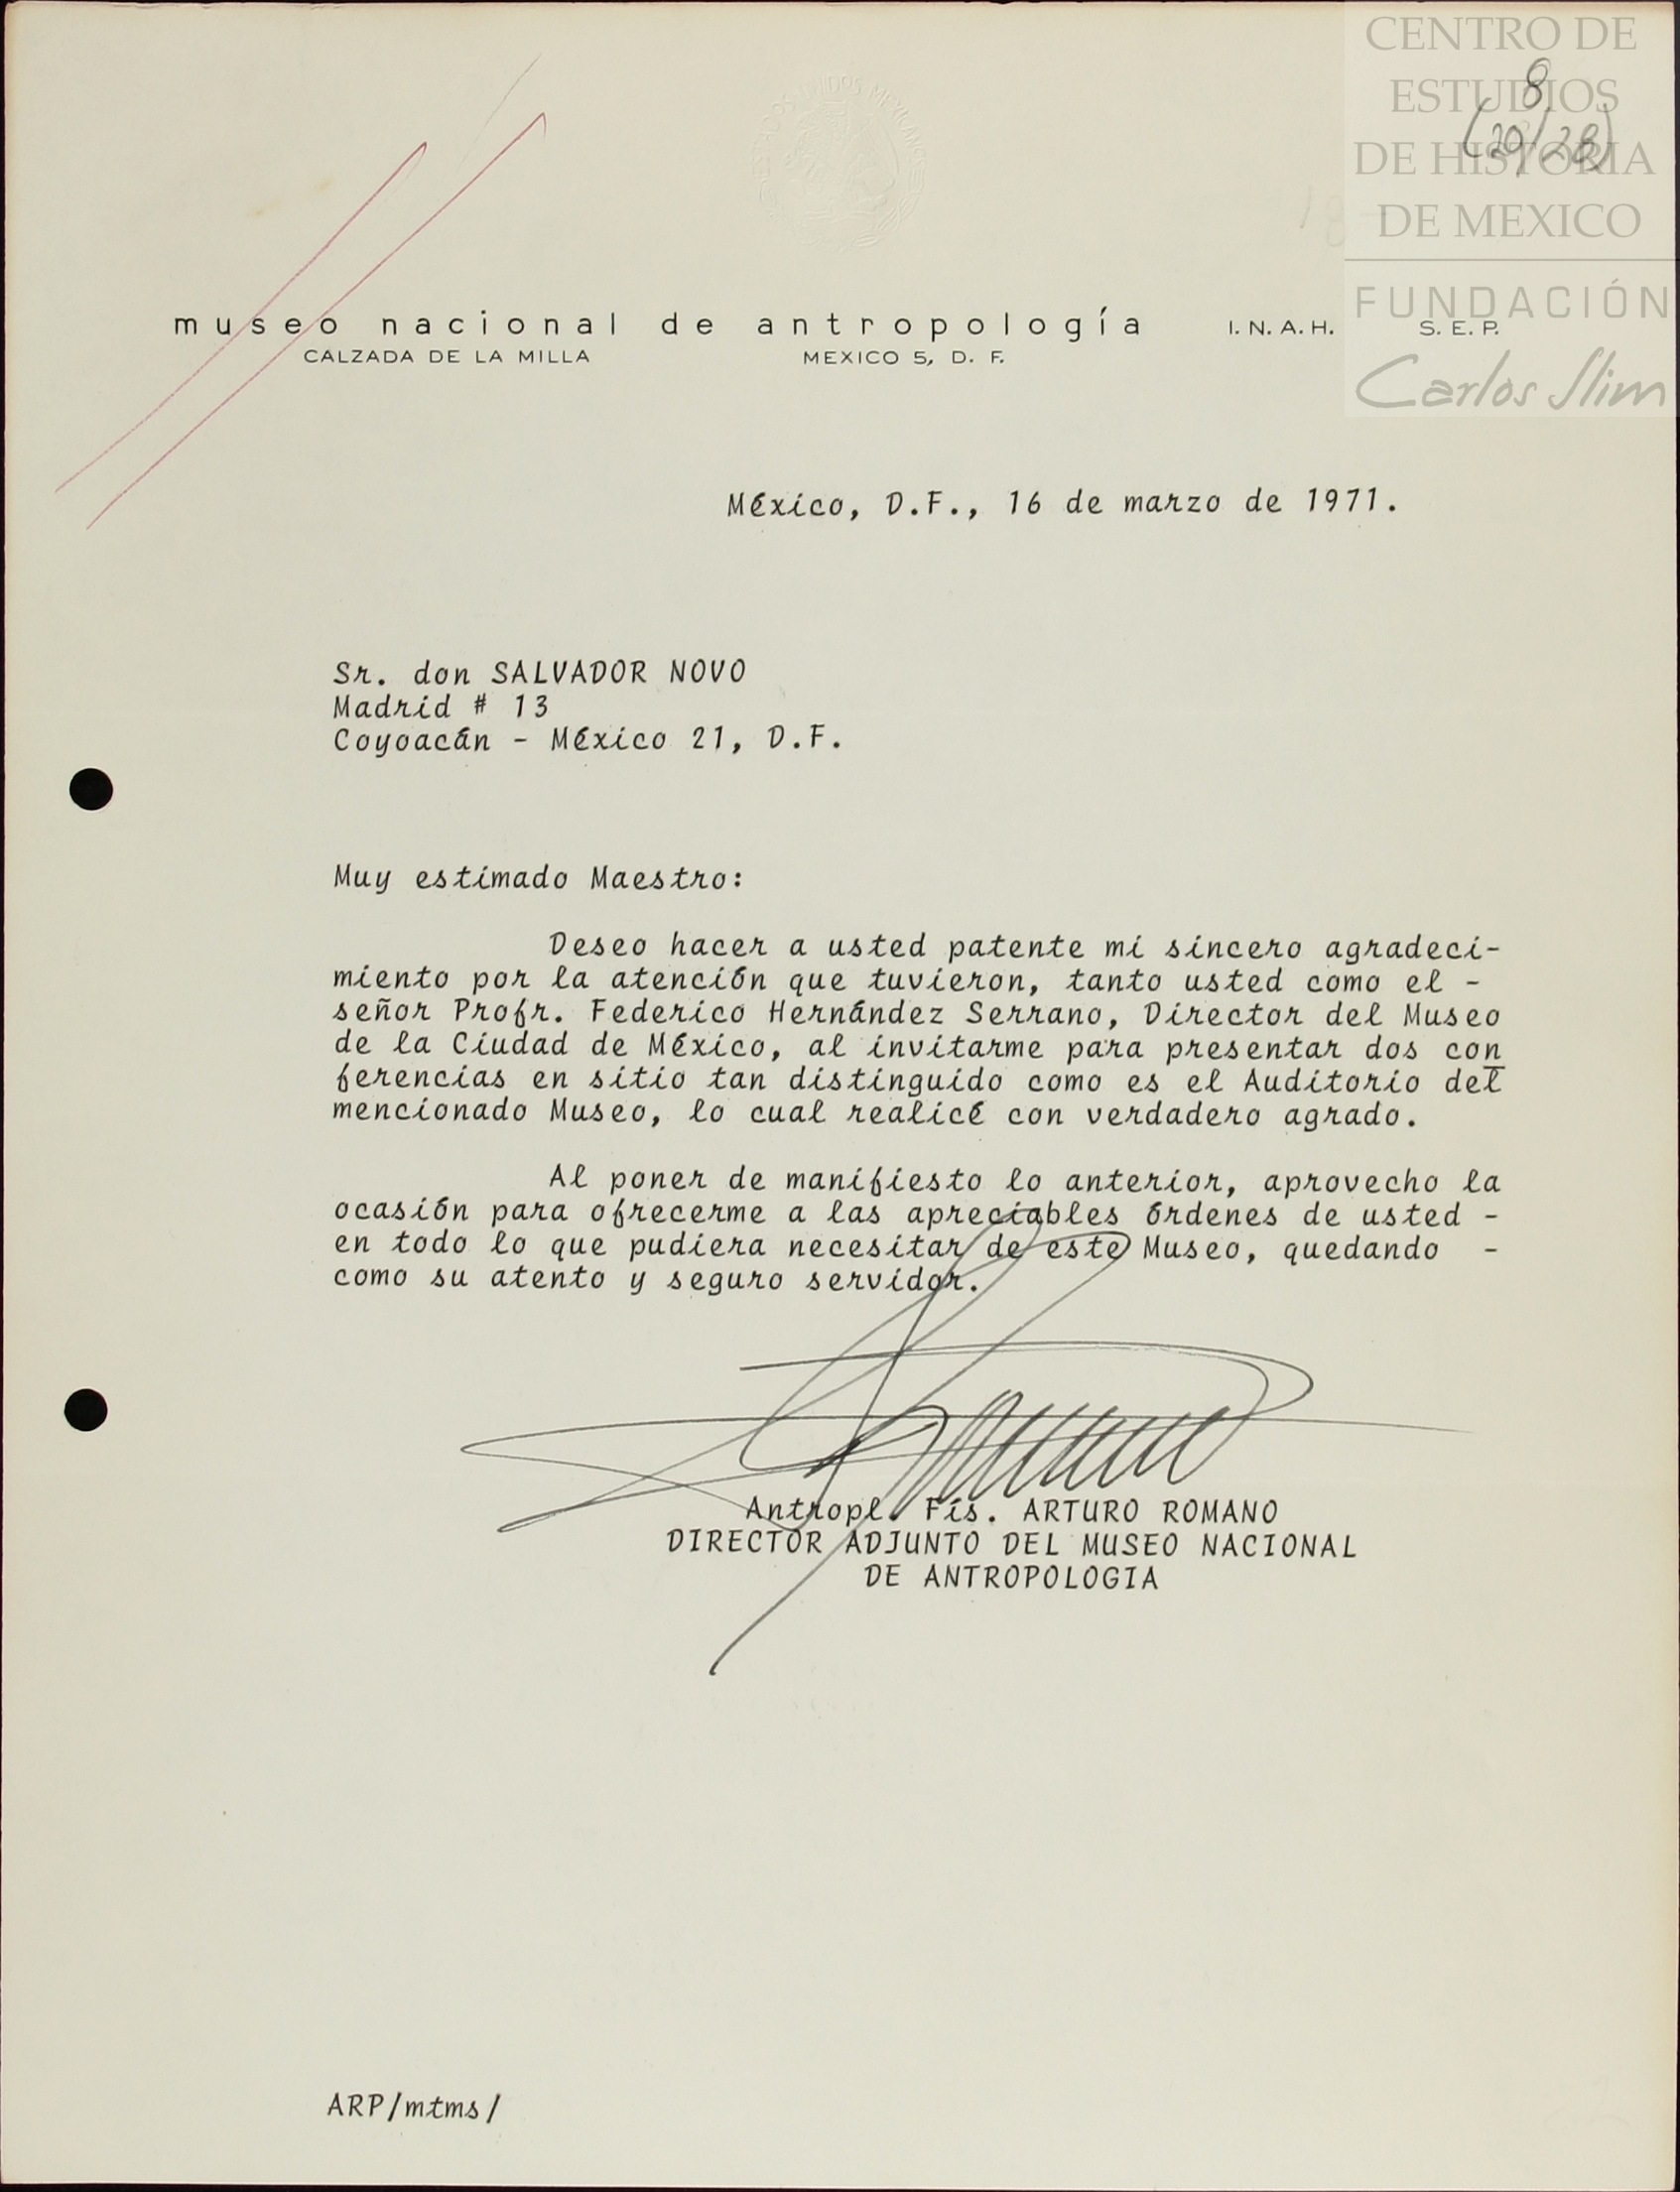 CENTRO DE
ESTUDIOS
DE HISTORIA
DE MEXICO
FUNDACIÓN
Carlos Slim
8
(20/28)
ESTADOS UNIDOS MEXICANOS
museo nacional de antropología I.N.A.H. S.E.P.
CALZADA DE LA MILLA MEXICO 5, D. F.
México, D.F., 16 de marzo de 1971.
Sr. don SALVADOR NOVO
Madrid # 13
Coyoacán - México 21, D.F.
Muy estimado Maestro:
Deseo hacer a usted patente mi sincero agradeci-
miento por la atención que tuvieron, tanto usted como el -
señor Profr. Federico Hernández Serrano, Director del Museo
de la Ciudad de México, al invitarme para presentar dos con
ferencias en sitio tan distinguido como es el Auditorio del
mencionado Museo, lo cual realicé con verdadero agrado.
Al poner de manifiesto lo anterior, aprovecho la
ocasión para ofrecerme a las apreciables órdenes de usted -
en todo lo que pudiera necesitar de este Museo, quedando -
como su atento y seguro servidor.
Antropl. Fís. ARTURO ROMANO
DIRECTOR ADJUNTO DEL MUSEO NACIONAL
DE ANTROPOLOGIA
ARP/mtms/